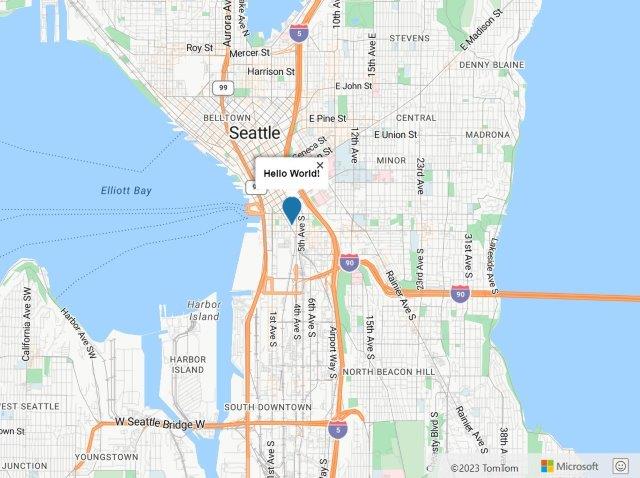 10th Ave E
15th Ave E
STEVENS
E Madison St
Aurora Ave
Roy St
5
Mercer St
Harrison St
DENNY BLAINE
99
E John St
BELLTOWN
E Pine St
CENTRAL
Seattle
12th Ave
E Union St
MADRONA
Seneca St
MINOR
23rd Ave
Hello World!
Elliott Bay
5th Ave S
31st Ave S
Lakeside Ave S
23rd Ave S
90
Rainier Ave S
90
California Ave SW
Harbor Ave SW
Harbor
Island
1st Ave S
4th Ave S
6th Ave S
Airport Way S
15th Ave S
HARBOR
ISLAND
NORTH BEACON HILL
SOUTH DOWNTOWN
W Seattle Bridge W
5
Rainier Ave S
YOUNGSTOWN
JUNCTION
1st Ave S
©2023 TomTom
Microsoft